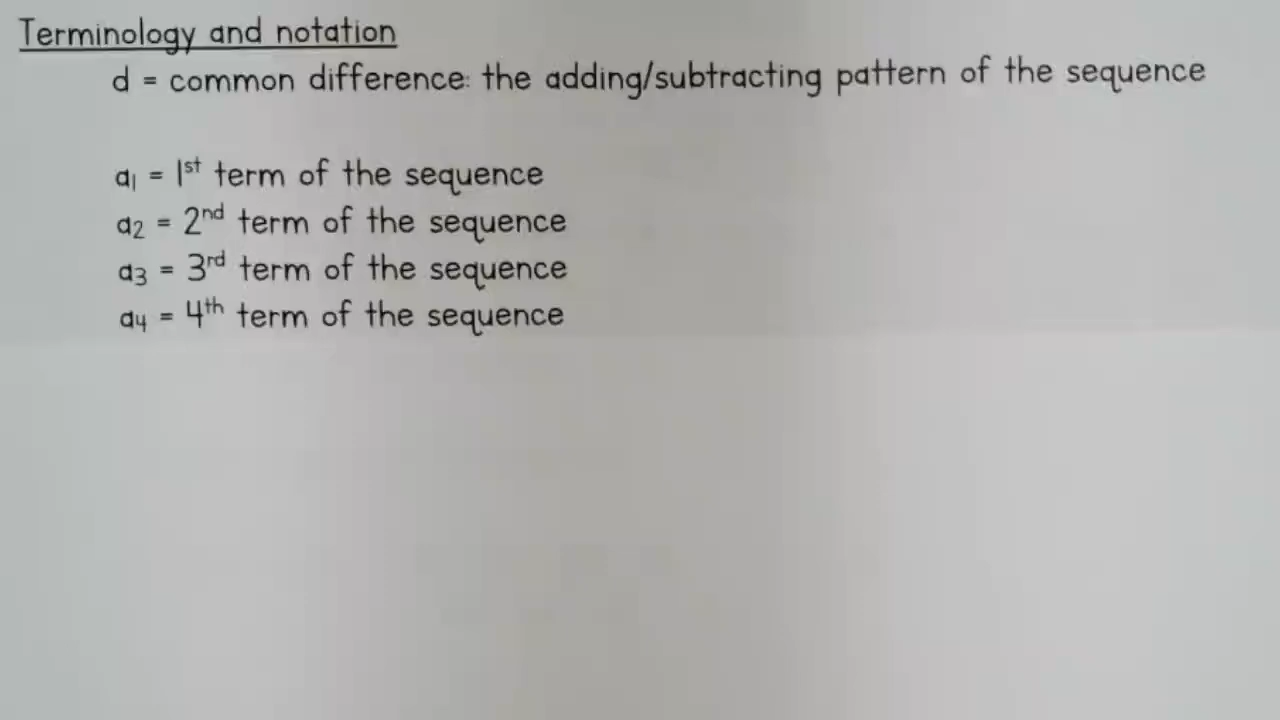 Terminology and notation
d = common difference: the adding/subtracting pattern of the sequence
a₁ = 1ˢᵗ term of the sequence
a₂ = 2ⁿᵈ term of the sequence
a₃ = 3ʳᵈ term of the sequence
a₄ = 4ᵗʰ term of the sequence